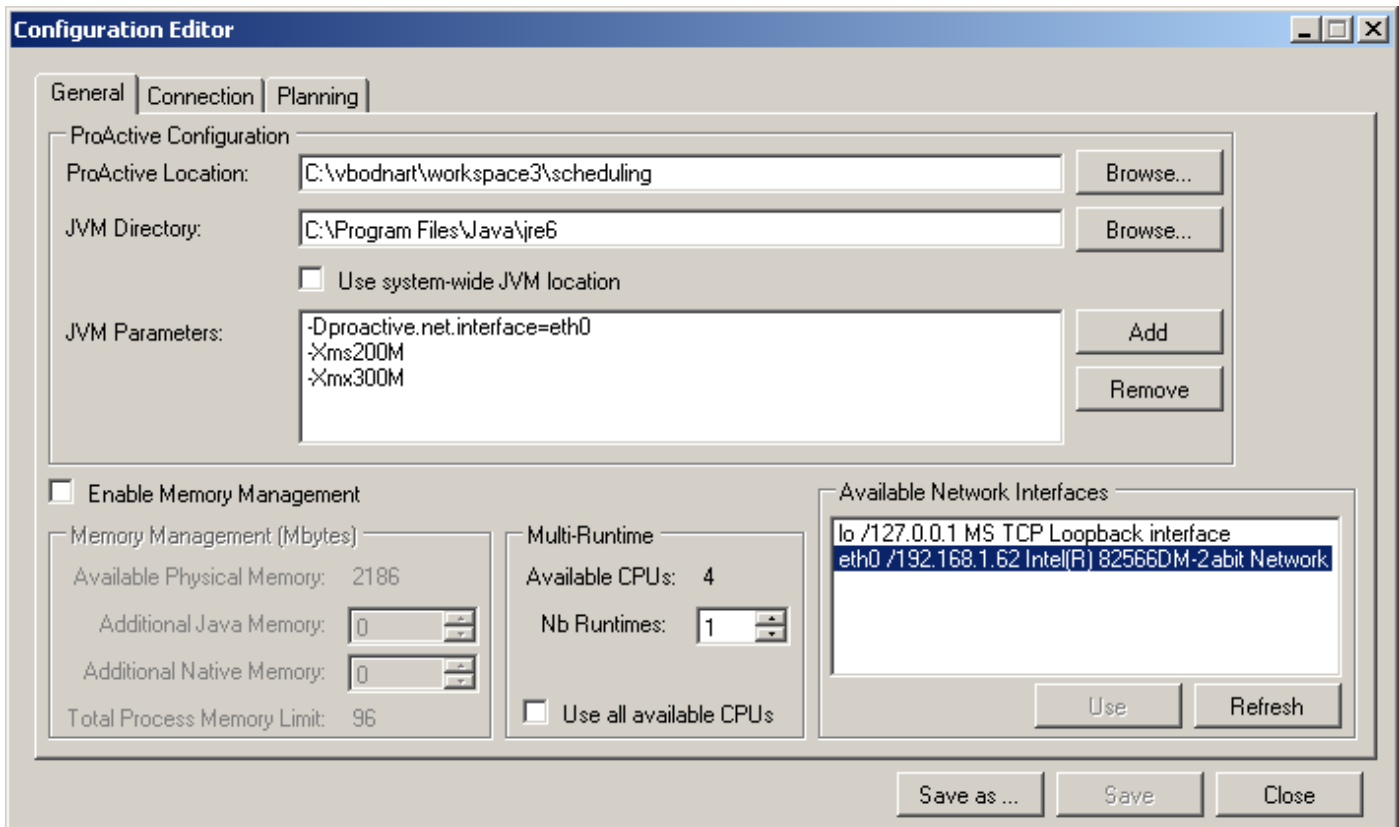 Configuration Editor
General
Connection
Planning
ProActive Configuration
ProActive Location:
C:\vbodnart\workspace3\scheduling
Browse...
JVM Directory:
C:\Program Files\Java\jre6
Browse...
Use system-wide JVM location
JVM Parameters:
-Dproactive.net.interface=eth0
-Xms200M
-Xmx300M
Add
Remove
Enable Memory Management
Memory Management (Mbytes)
Available Physical Memory: 2186
Additional Java Memory: 0
Additional Native Memory: 0
Total Process Memory Limit: 96
Multi-Runtime
Available CPUs: 4
Nb Runtimes: 1
Use all available CPUs
Available Network Interfaces
lo /127.0.0.1 MS TCP Loopback interface
eth0 /192.168.1.62 Intel(R) 82566DM-2abit Network
Use
Refresh
Save as ...
Save
Close